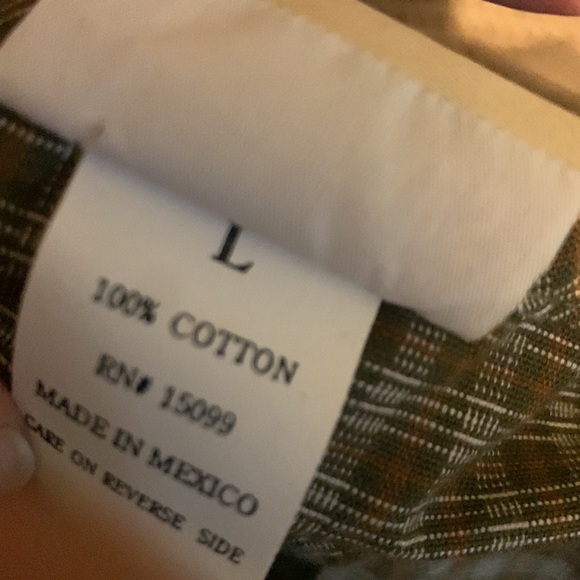 L
100% COTTON
RN# 15099
MADE IN MEXICO
CARE ON REVERSE SIDE